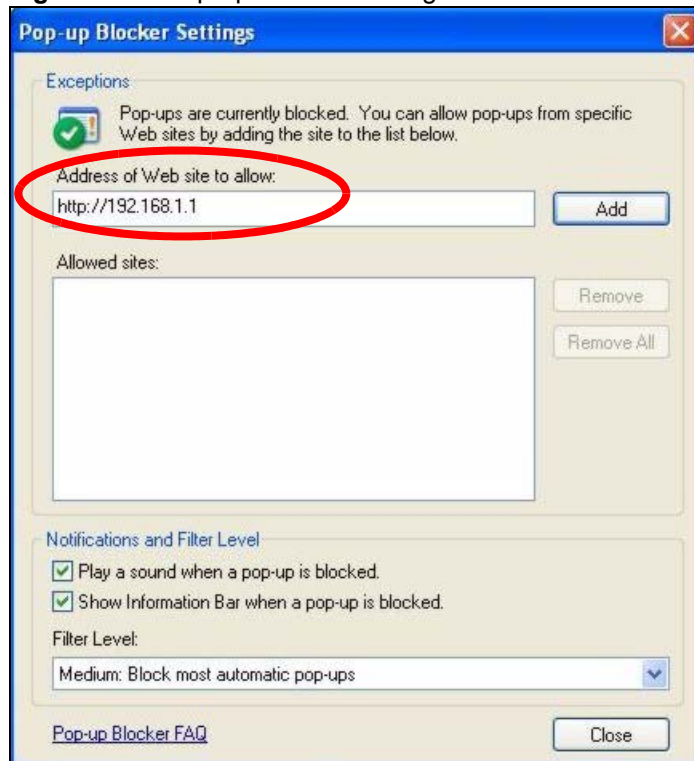 Pop-up Blocker Settings
Exceptions
Pop-ups are currently blocked. You can allow pop-ups from specific
Web sites by adding the site to the list below.
Address of Web site to allow:
http://192.168.1.1
Add
Allowed sites:
Remove
Remove All
Notifications and Filter Level
Play a sound when a pop-up is blocked.
Show Information Bar when a pop-up is blocked.
Filter Level:
Medium: Block most automatic pop-ups
Pop-up Blocker FAQ
Close